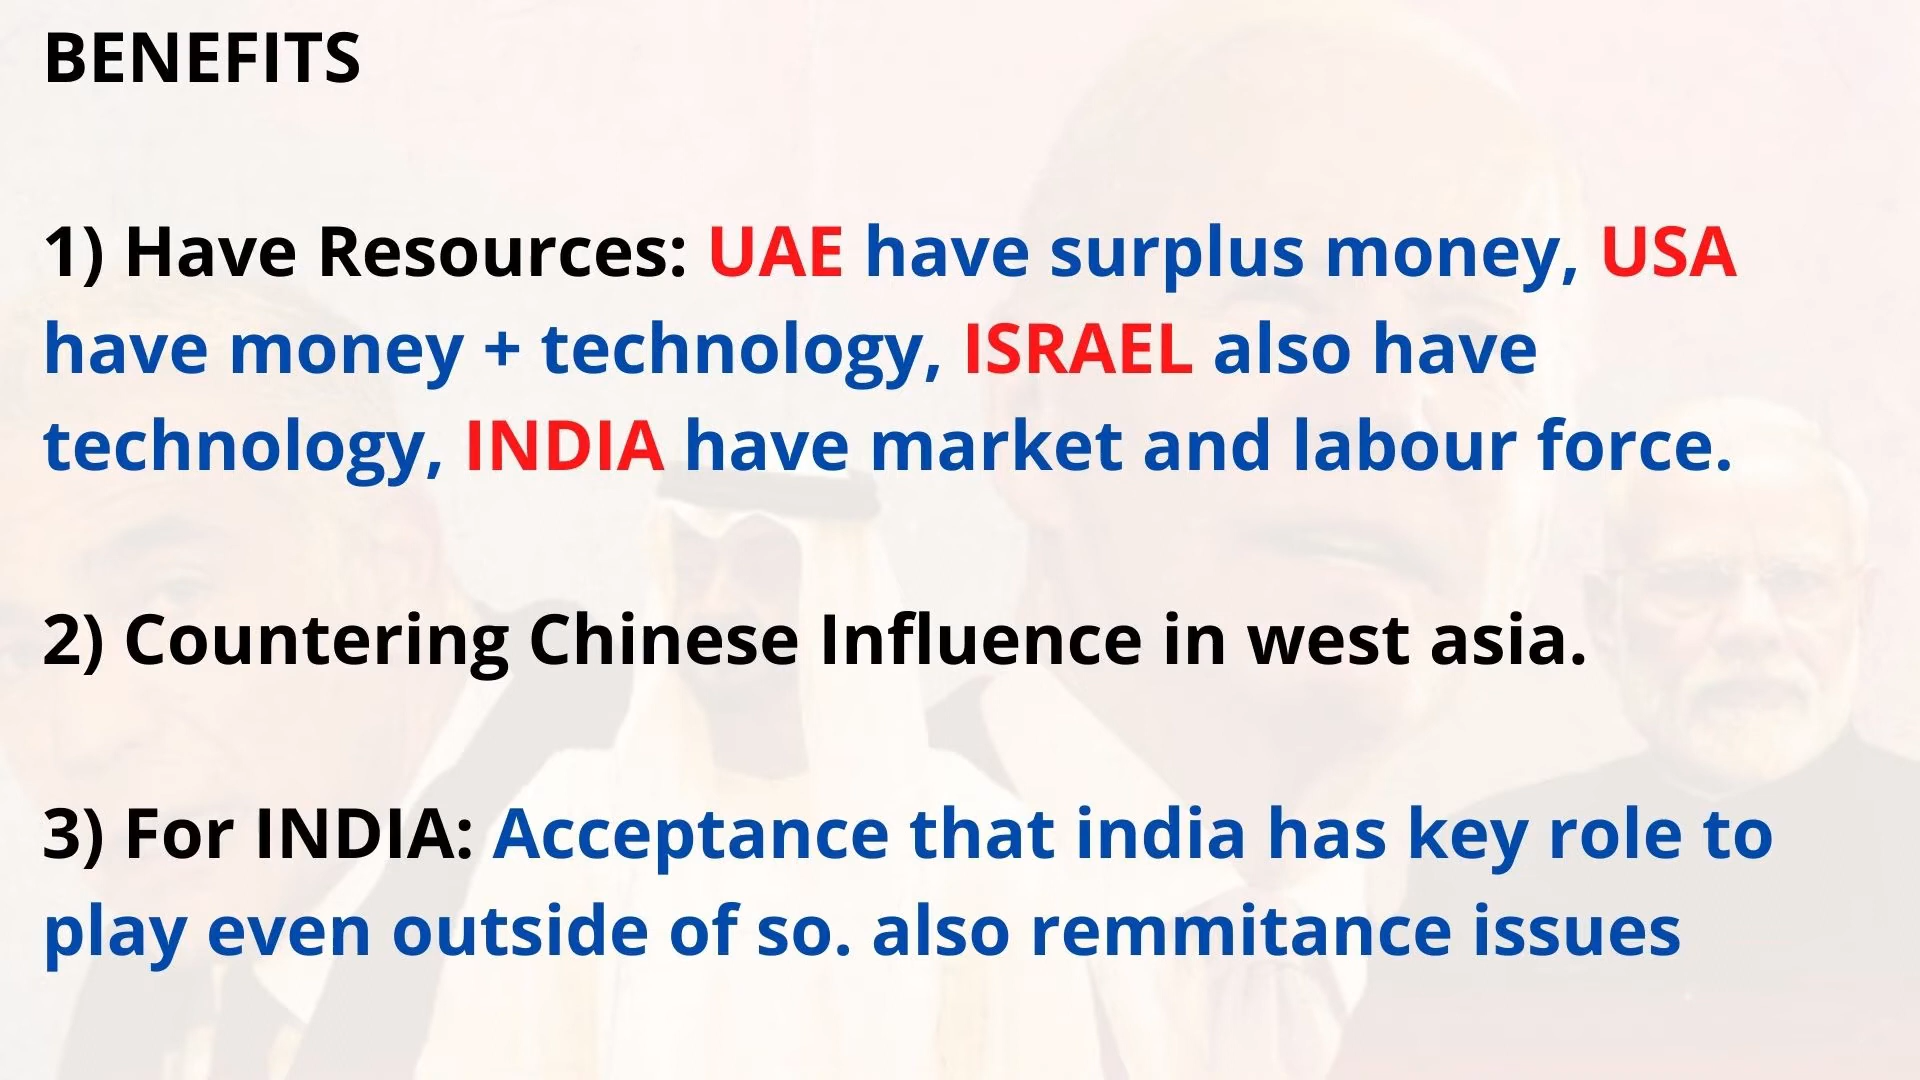 BENEFITS
1) Have Resources: UAE have surplus money, USA
have money + technology, ISRAEL also have
technology, INDIA have market and labour force.
2) Countering Chinese Influence in west asia.
3) For INDIA: Acceptance that india has key role to
play even outside of so. also remmitance issues